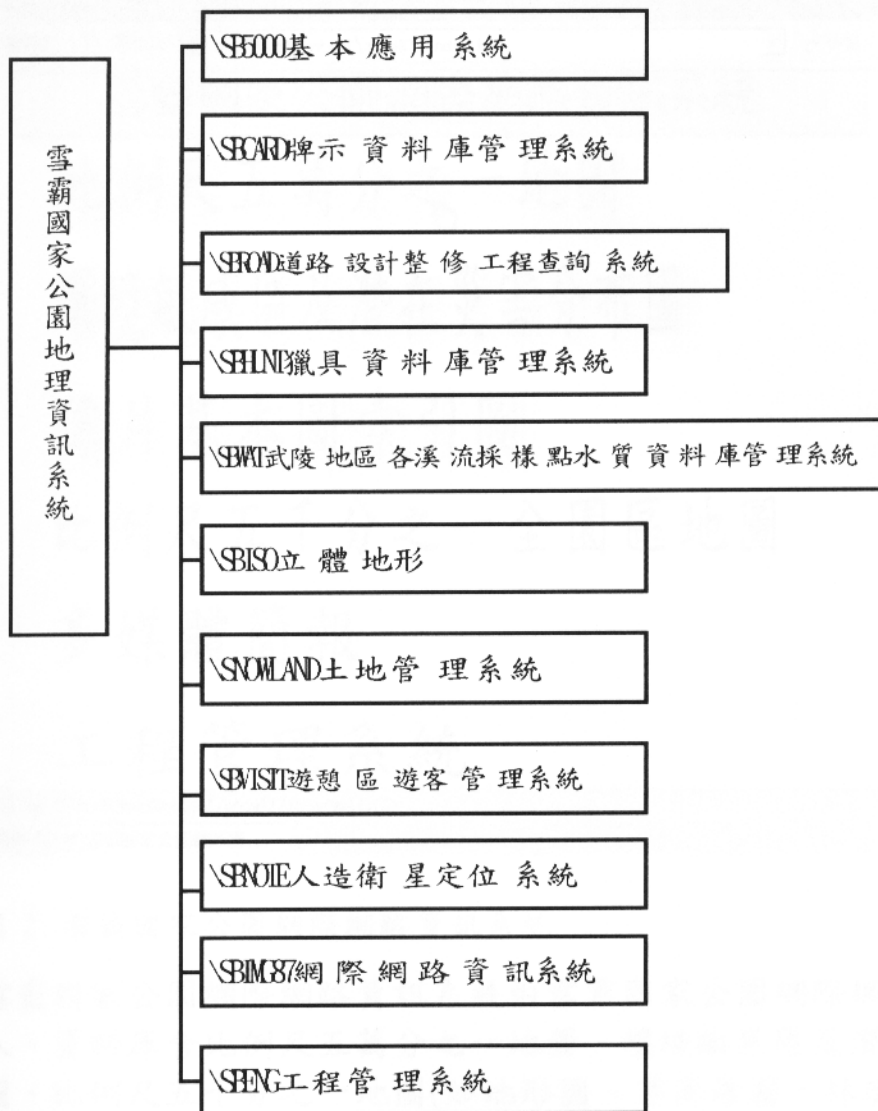 雪霸國家公園地理資訊系統
\SB5000基本應用系統
\SBCARD牌示資料庫管理系統
\SBROAD道路設計整修工程查詢系統
\SBHUNT獵具資料庫管理系統
\SBWAT武陵地區各溪流採樣點水質資料庫管理系統
\SBISO立體地形
\SNOWLAND土地管理系統
\SBVISIT遊憩區遊客管理系統
\SBNOTE人造衛星定位系統
\SBIMG87網際網路資訊系統
\SBENG工程管理系統